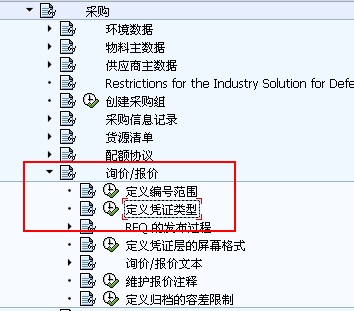 采购
环境数据
物料主数据
供应商主数据
Restrictions for the Industry Solution for Defe
创建采购组
采购信息记录
货源清单
配额协议
询价/报价
定义编号范围
定义凭证类型
RFQ 的发布过程
定义凭证层的屏幕格式
询价/报价文本
维护报价注释
定义归档的容差限制